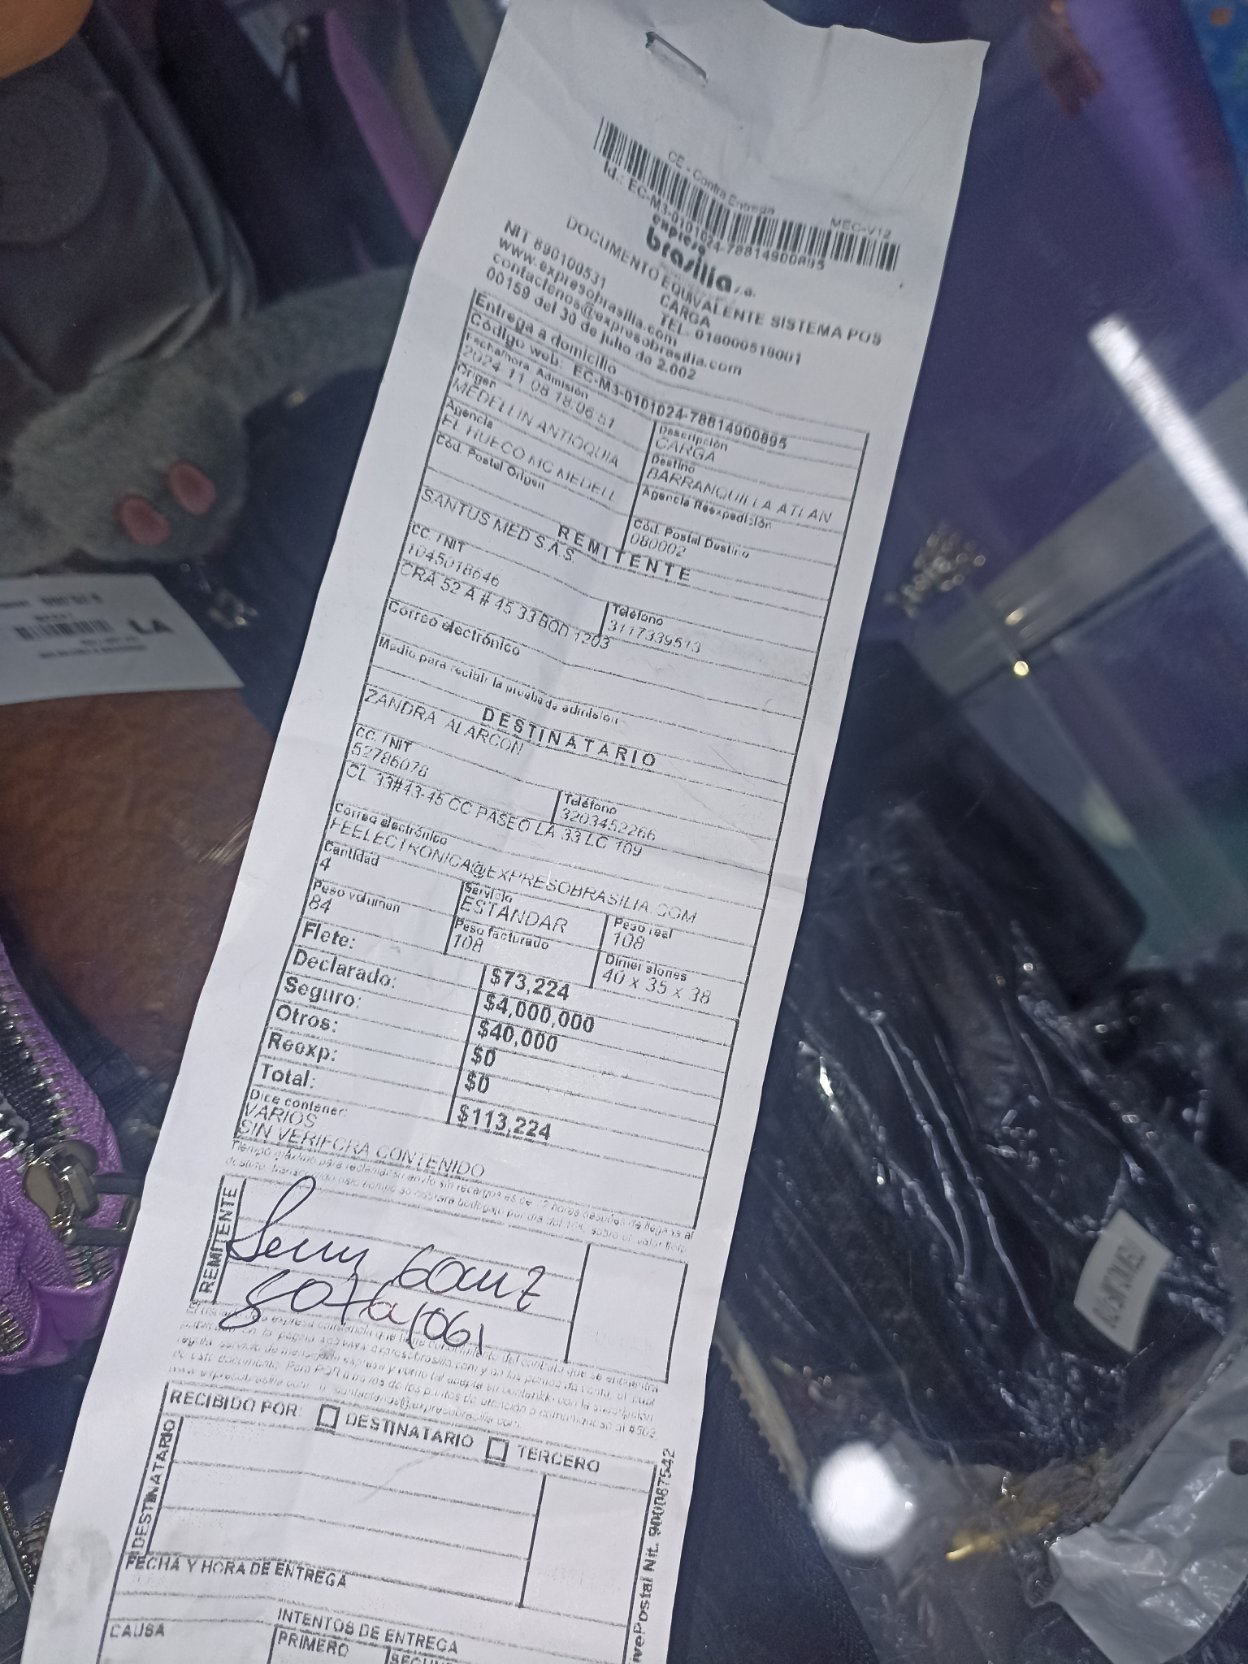 CE - Contra Entrega MEC-V12
Id.: EC-M3-0101024-78814900895
expreso
brasilia s.a.
DOCUMENTO EQUIVALENTE SISTEMA POS
CARGA
NIT 890100531 TEL. 018000518001
www.expresobrasilia.com
contactenos@expresobrasilia.com
00159 del 30 de julio de 2.002
Entrega a domicilio
Código web: EC-M3-0101024-78814900895
Fecha/hora Admisión Descripción
2024 11 08 18:06:51 CARGA
Origen Destino
MEDELLIN ANTIOQUIA BARRANQUILLA ATLAN
Agencia Agencia Reexpedición
EL HUECO MC MEDELL
Cód. Postal Origen Cód. Postal Destino
080002
REMITENTE
SANTUS MED S.A.S.
CC. / NIT Teléfono
1045018646 3117339513
CRA 52 A # 45 33 BOD 1203
Correo electrónico
Medio para recibir la prueba de admisión
DESTINATARIO
ZANDRA ALARCON
CC. / NIT Teléfono
52786078 3203452266
CL 33#43-45 CC PASEO LA 33 LC 109
Correo electrónico
FEELECTRONICA@EXPRESOBRASILIA.COM
Cantidad Servicio Peso real
4 ESTANDAR 108
Peso volumen Peso facturado Dimensiones
84 108 40 x 35 x 38
Flete: $73,224
Declarado: $4,000,000
Seguro: $40,000
Otros: $0
Reexp: $0
Total: $113,224
Dice contener:
VARIOS
SIN VERIFCRA CONTENIDO
REMITENTE
RECIBIDO POR: DESTINATARIO TERCERO
DESTINATARIO
FECHA Y HORA DE ENTREGA
INTENTOS DE ENTREGA
CAUSA PRIMERO
ivePostal Nit. 900087542
LA